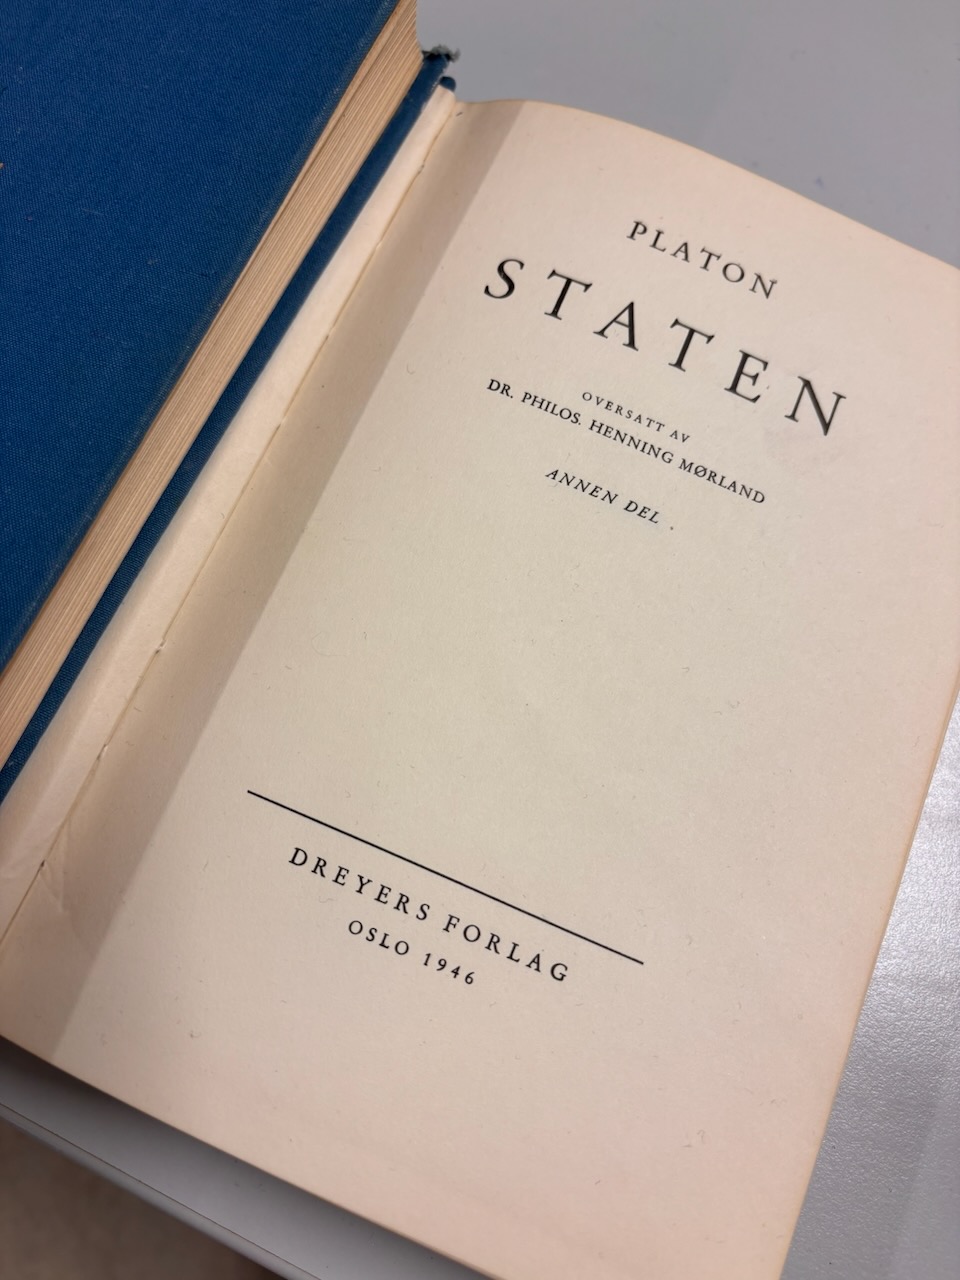 PLATON
STATEN
OVERSATT AV
DR. PHILOS. HENNING MØRLAND
ANNEN DEL
DREYERS FORLAG
OSLO 1946